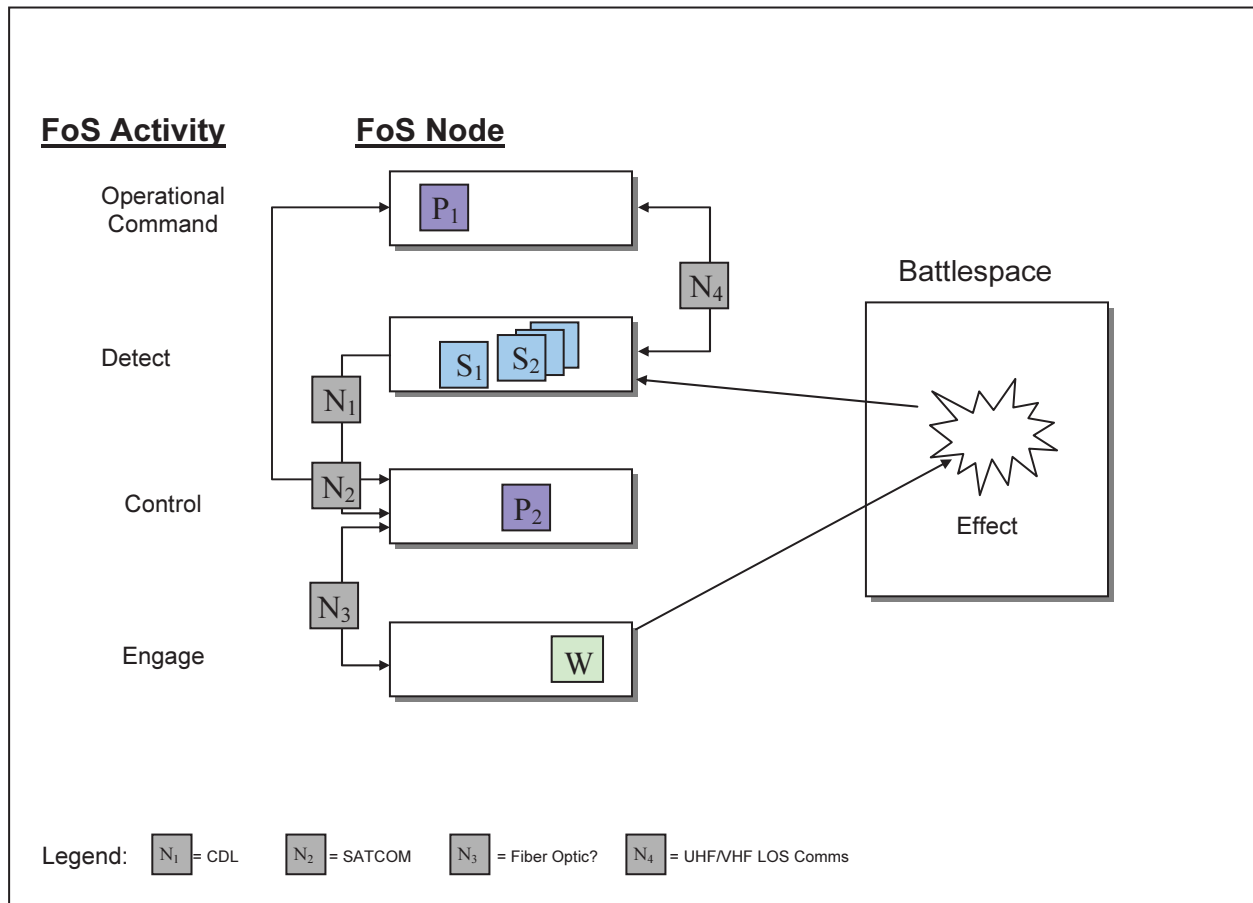 FoS Activity
FoS Node
Operational
Command
P₁
N₄
Battlespace
Detect
S₁
S₂
N₁
N₂
Control
P₂
Effect
N₃
Engage
W
Legend:
N₁ = CDL
N₂ = SATCOM
N₃ = Fiber Optic?
N₄ = UHF/VHF LOS Comms